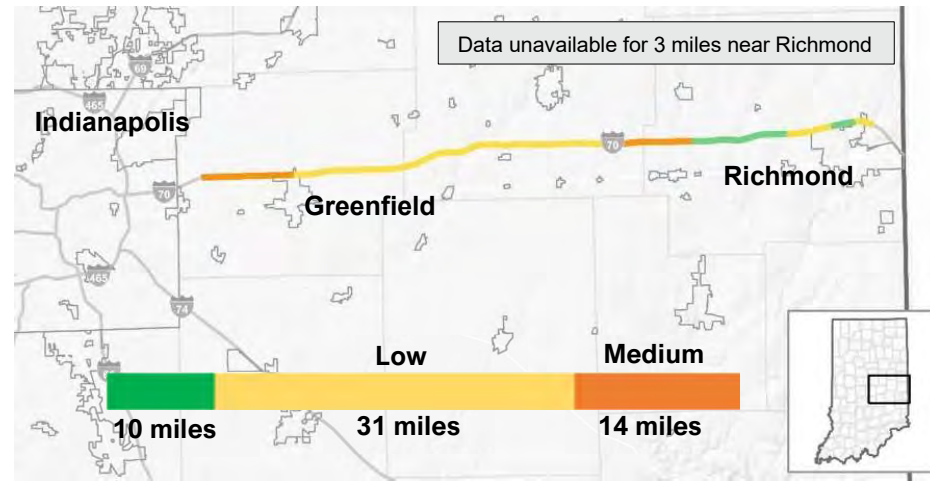 Data unavailable for 3 miles near Richmond
69
465
Indianapolis
70
70
Richmond
Greenfield
465
74
Low
Medium
10 miles
31 miles
14 miles